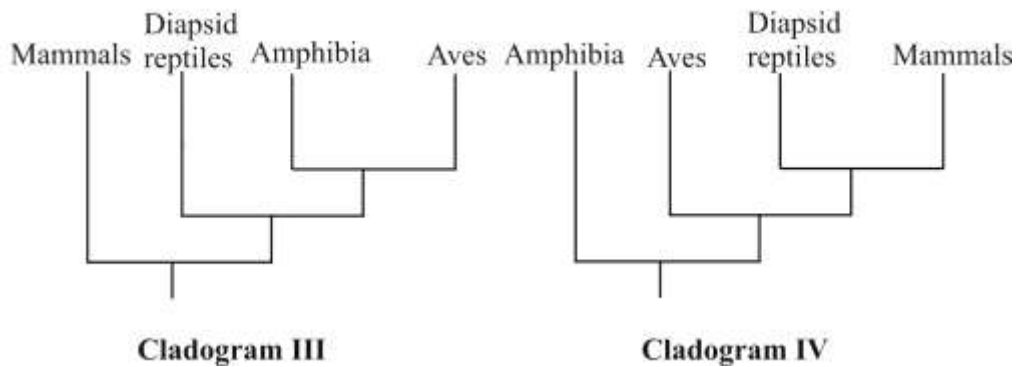 Mammals Diapsid reptiles Amphibia Aves
Cladogram III
Amphibia Aves Diapsid reptiles Mammals
Cladogram IV